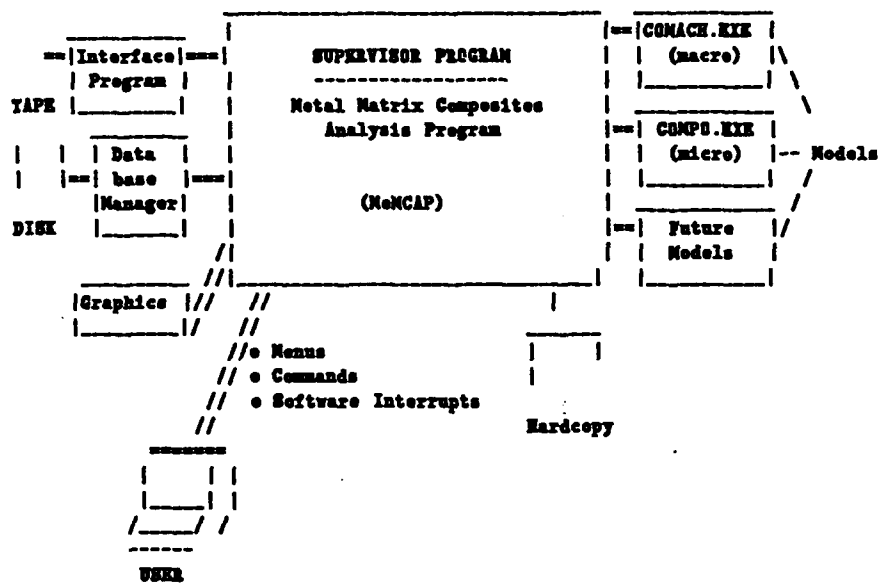 Interface
Program
TAPE
Data
base
Manager
DISK
Graphics
SUPERVISOR PROGRAM
Metal Matrix Composites
Analysis Program
(MeMCAP)
COMACH.EXE
(macro)
COMPO.EXE
(micro)
-- Models
Future
Models
• Menus
• Commands
• Software Interrupts
Hardcopy
USER